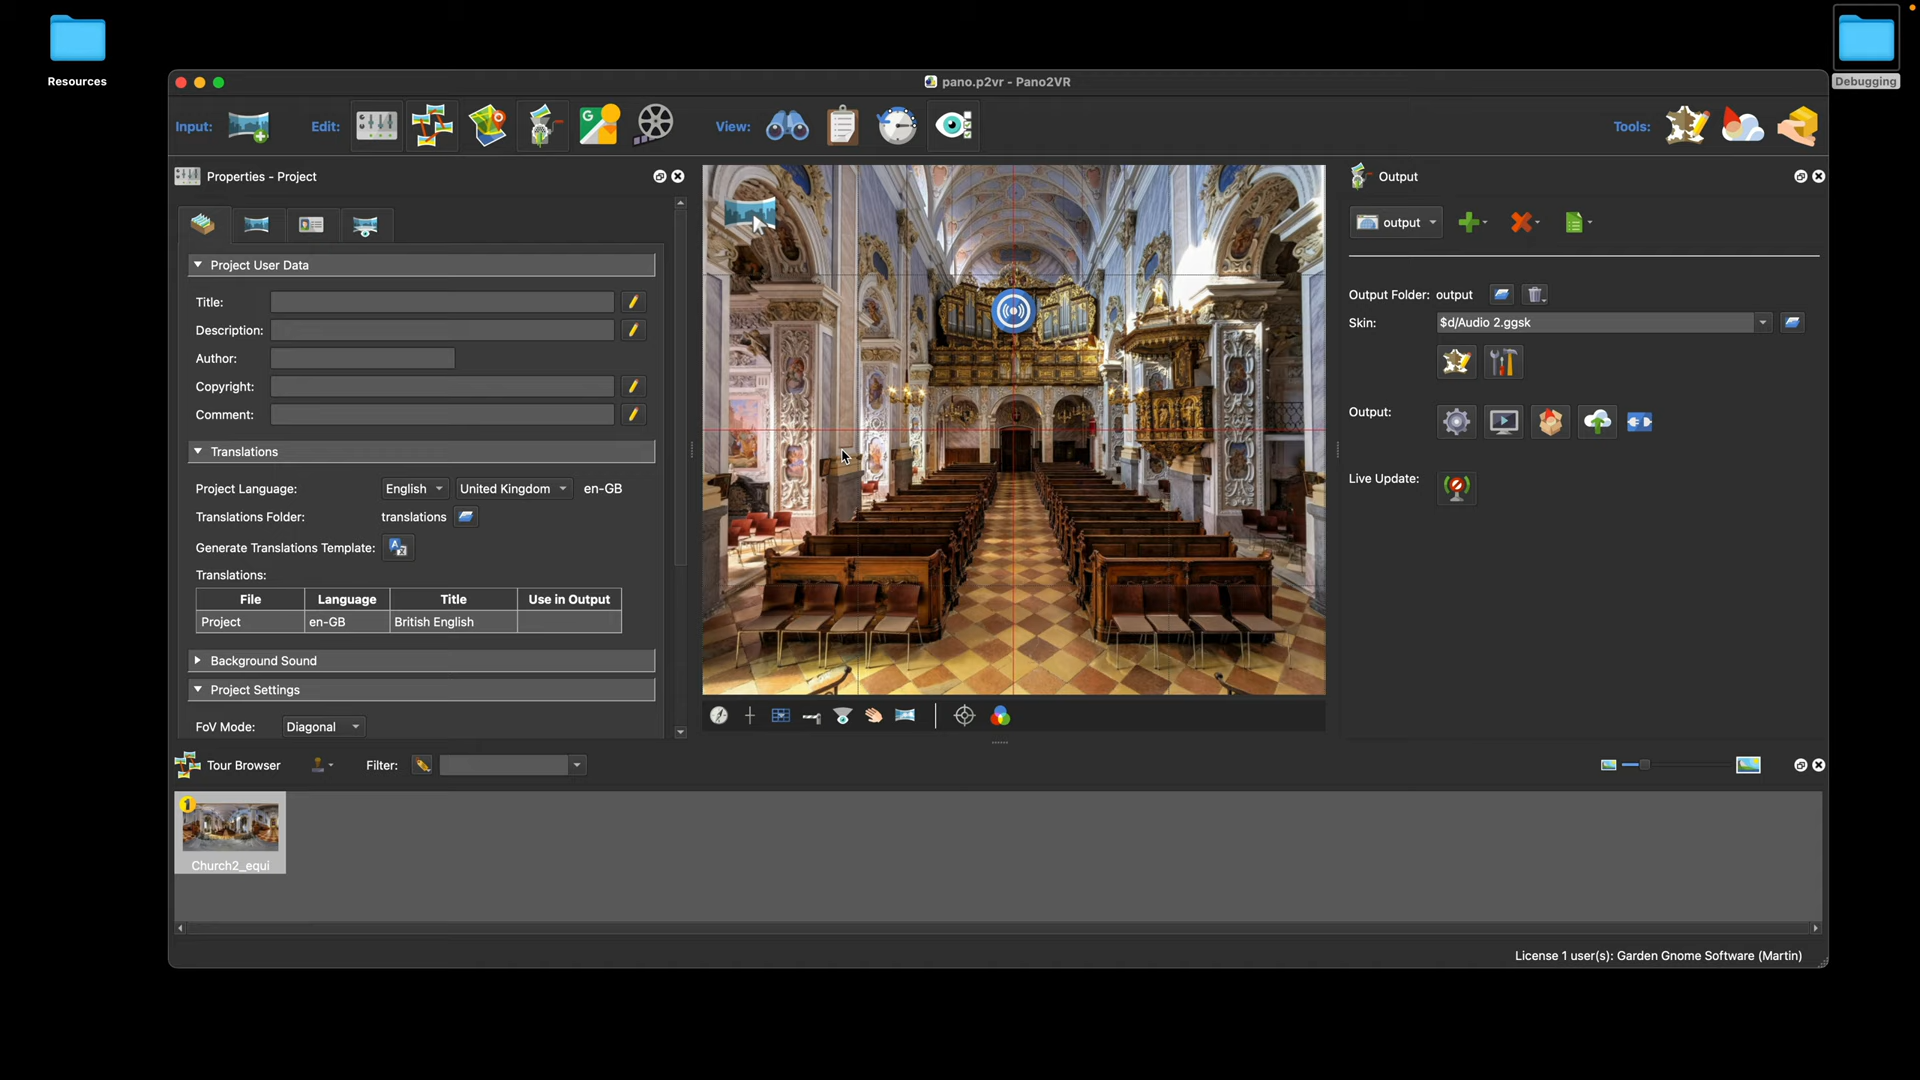 Resources
Debugging
pano.p2vr - Pano2VR
Input:
Edit:
View:
Tools:
Properties - Project
Project User Data
Title:
Description:
Author:
Copyright:
Comment:
Translations
Project Language: English United Kingdom en-GB
Translations Folder: translations
Generate Translations Template:
Translations:
File Language Title Use in Output
Project en-GB British English
Background Sound
Project Settings
FoV Mode: Diagonal
Output
output
Output Folder: output
Skin: $d/Audio 2.ggsk
Output:
Live Update:
Tour Browser
Filter:
1
Church2_equi
License 1 user(s): Garden Gnome Software (Martin)